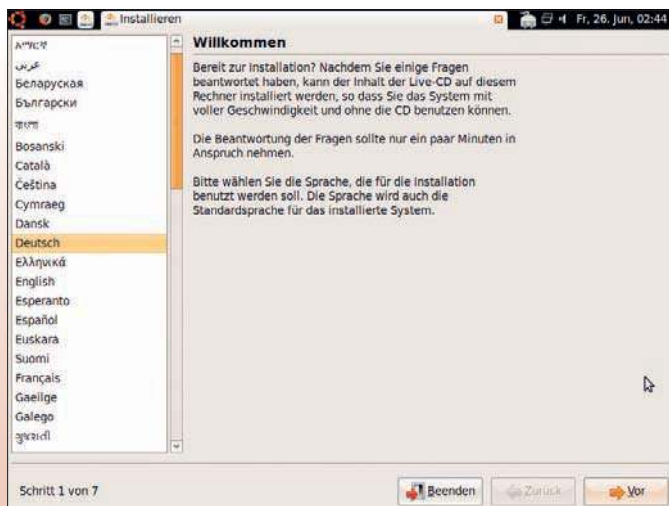 Installieren
Fr, 26. Jun, 02:44
አማርኛ
عربي
Беларуская
Български
বাংলা
Bosanski
Català
Čeština
Cymraeg
Dansk
Deutsch
Ελληνικά
English
Esperanto
Español
Euskara
Suomi
Français
Gaeilge
Galego
ગુજરાતી
Willkommen
Bereit zur Installation? Nachdem Sie einige Fragen
beantwortet haben, kann der Inhalt der Live-CD auf diesem
Rechner installiert werden, so dass Sie das System mit
voller Geschwindigkeit und ohne die CD benutzen können.
Die Beantwortung der Fragen sollte nur ein paar Minuten in
Anspruch nehmen.
Bitte wählen Sie die Sprache, die für die Installation
benutzt werden soll. Die Sprache wird auch die
Standardsprache für das installierte System.
Schritt 1 von 7
Beenden
Zurück
Vor